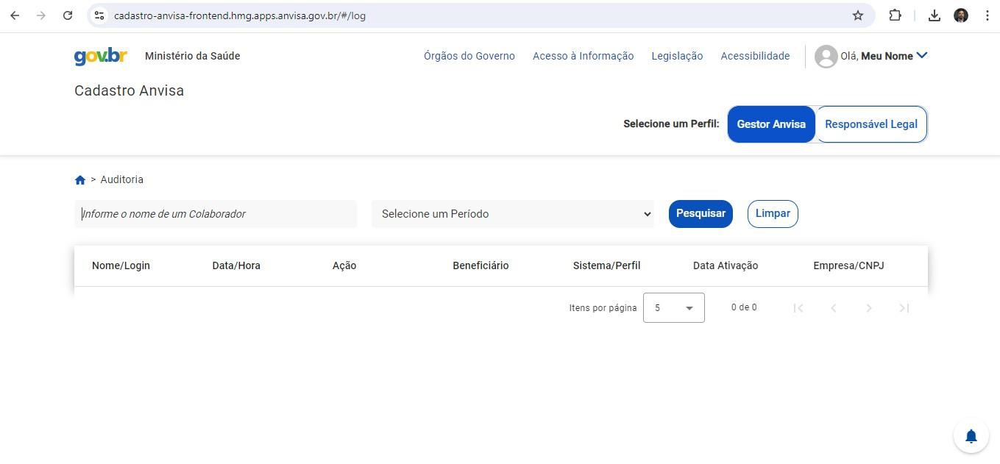 cadastro-anvisa-frontend.hmg.apps.anvisa.gov.br/#/log
gov.br Ministério da Saúde Órgãos do Governo Acesso à Informação Legislação Acessibilidade Olá, Meu Nome
Cadastro Anvisa
Selecione um Perfil: Gestor Anvisa Responsável Legal
> Auditoria
Informe o nome de um Colaborador Selecione um Período Pesquisar Limpar
Nome/Login Data/Hora Ação Beneficiário Sistema/Perfil Data Ativação Empresa/CNPJ
Itens por página 5 0 de 0